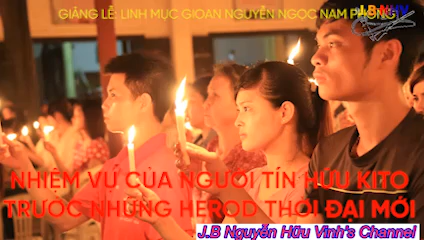 GIẢNG LỄ: LINH MỤC GIOAN NGUYỄN NGỌC NAM PHONG
J.B NHV
NHIỆM VỤ CỦA NGƯỜI TÍN HỮU KITO
TRƯỚC NHỮNG HEROD THỜI ĐẠI MỚI
J.B Nguyễn Hữu Vinh's Channel